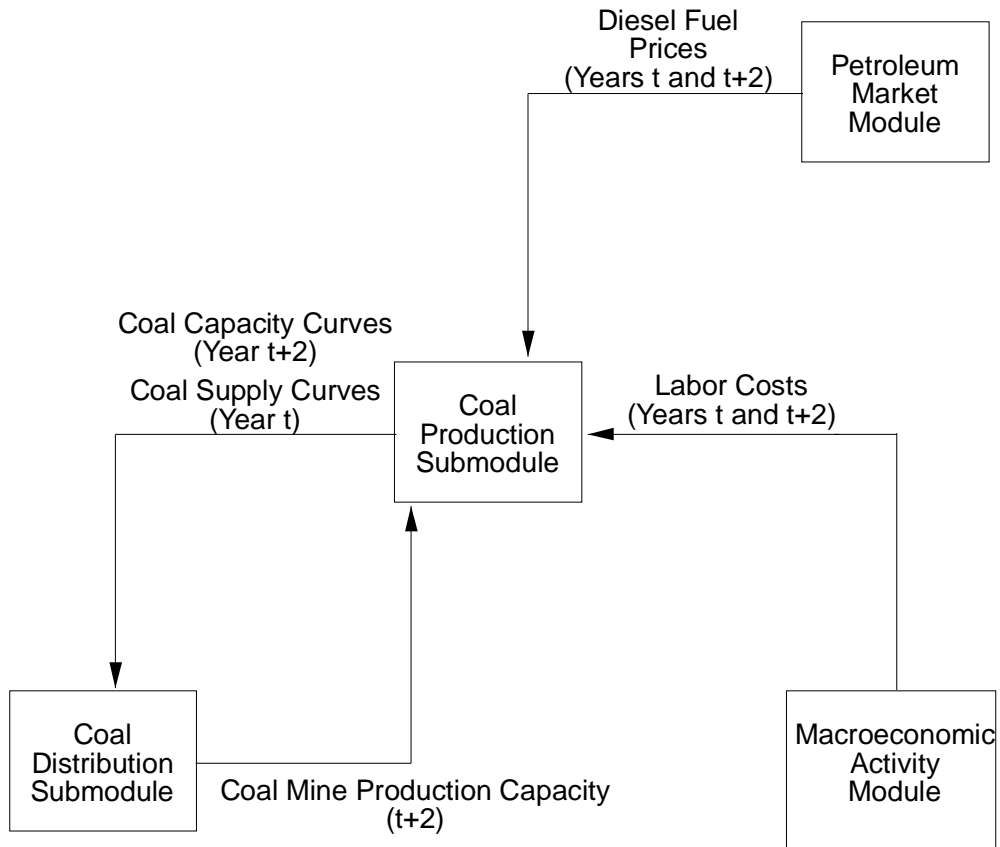 Diesel Fuel
Prices
(Years t and t+2)
Petroleum
Market
Module
Coal Capacity Curves
(Year t+2)
Coal Supply Curves
(Year t)
Coal
Production
Submodule
Labor Costs
(Years t and t+2)
Coal
Distribution
Submodule
Coal Mine Production Capacity
(t+2)
Macroeconomic
Activity
Module